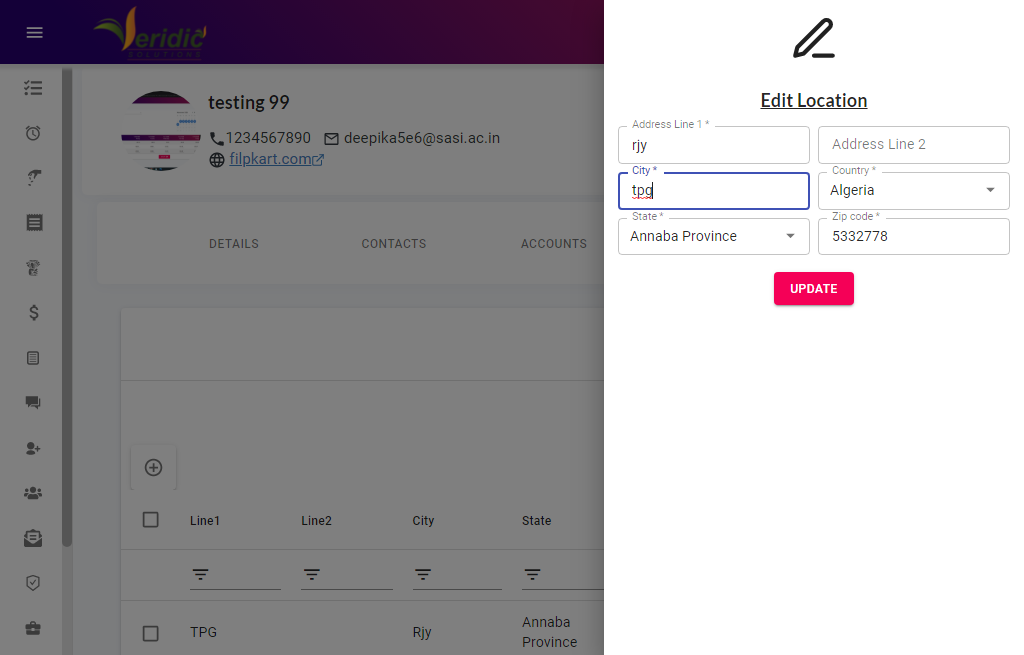 Veridic
SOLUTIONS
testing 99
1234567890 deepika5e6@sasi.ac.in
filpkart.com
DETAILS CONTACTS ACCOUNTS
Line1 Line2 City State
TPG Rjy Annaba
Province
Edit Location
Address Line 1 *
rjy
Address Line 2
City *
tpg
Country *
Algeria
State *
Annaba Province
Zip code *
5332778
UPDATE